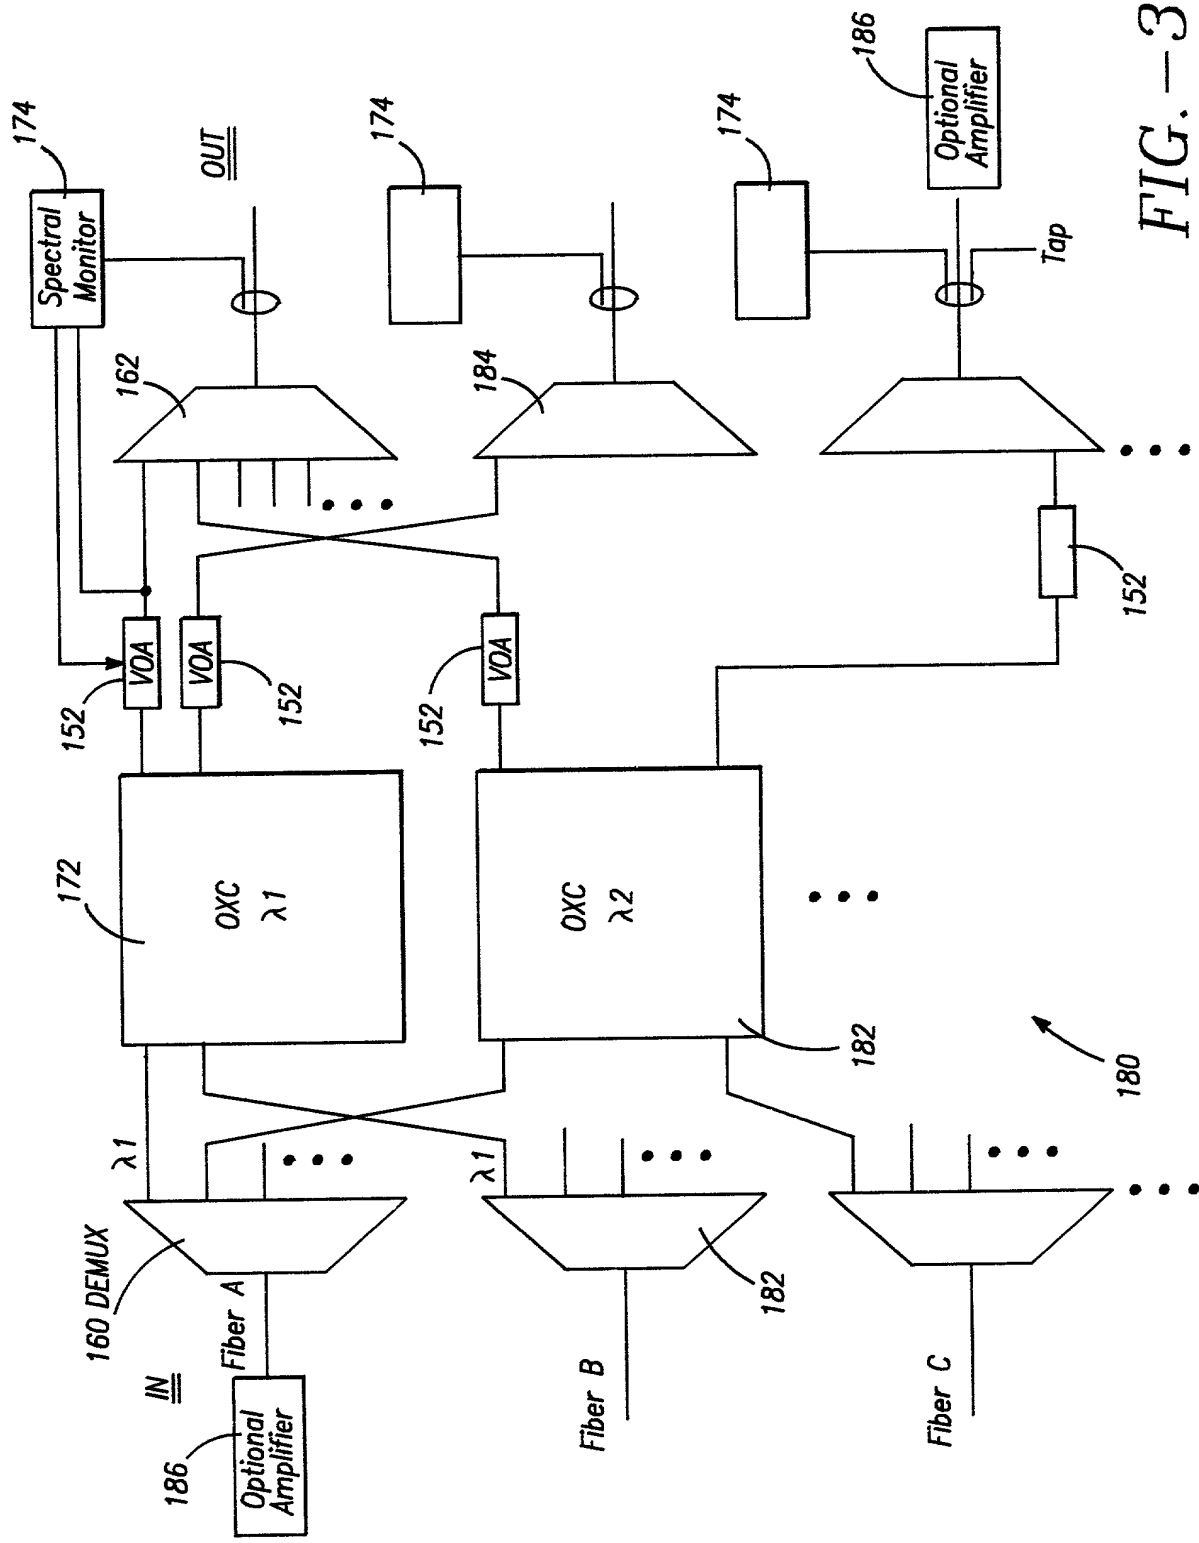 IN
186
Optional
Amplifier
Fiber A
160 DEMUX
λ1
172
OXC
λ1
152
VOA
VOA
152
162
174
Spectral
Monitor
OUT
Fiber B
182
λ1
OXC
λ2
182
152
VOA
184
174
Fiber C
180
152
174
Tap
186
Optional
Amplifier
FIG.-3